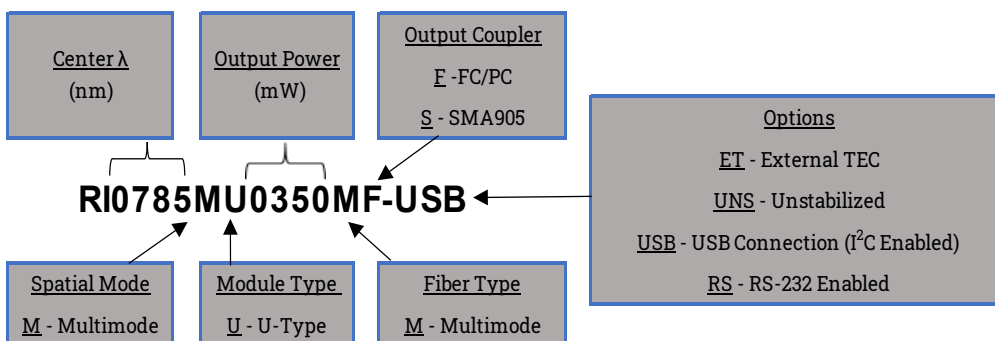 Center λ
(nm)
Output Power
(mW)
Output Coupler
F -FC/PC
S - SMA905
Options
ET - External TEC
UNS - Unstabilized
USB - USB Connection (I²C Enabled)
RS - RS-232 Enabled
RI0785MU0350MF-USB
Spatial Mode
M - Multimode
Module Type
U - U-Type
Fiber Type
M - Multimode